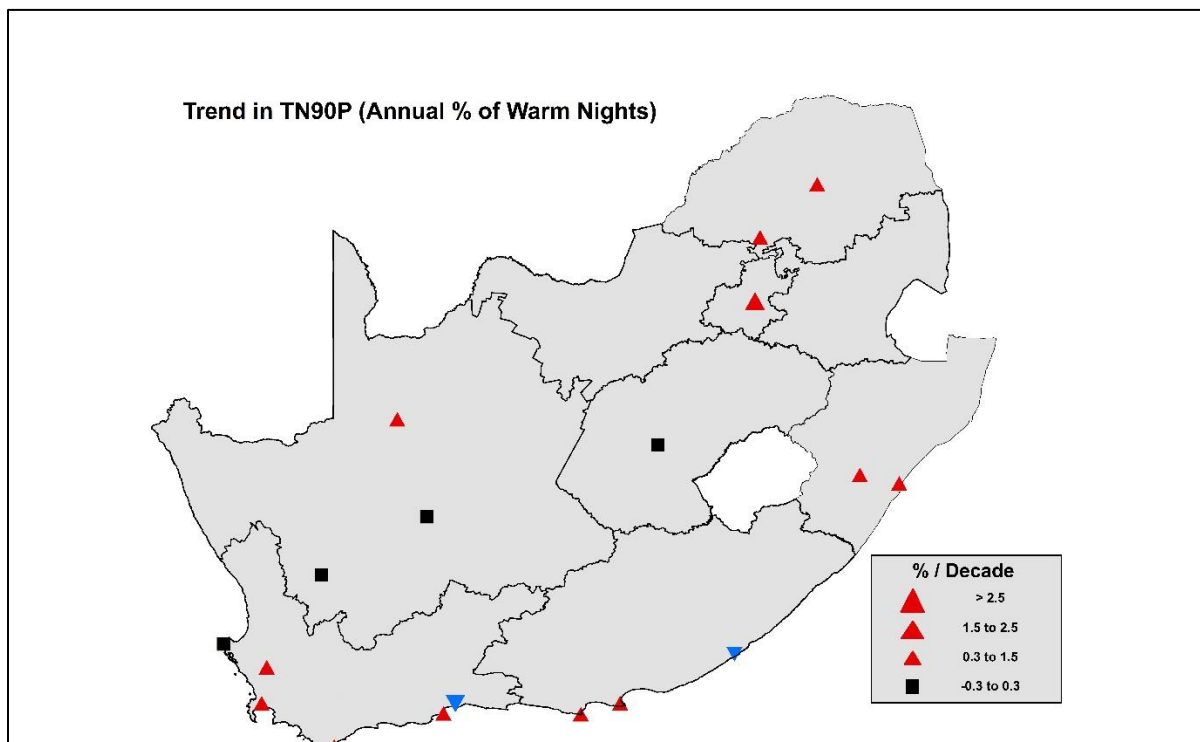 Trend in TN90P (Annual % of Warm Nights)
% / Decade
> 2.5
1.5 to 2.5
0.3 to 1.5
-0.3 to 0.3